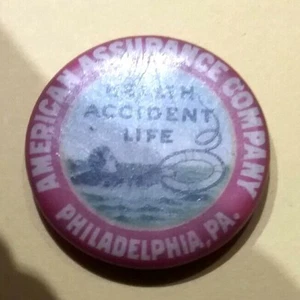 AMERICAN ASSURANCE COMPANY
HEALTH
ACCIDENT
LIFE
PHILADELPHIA, PA.